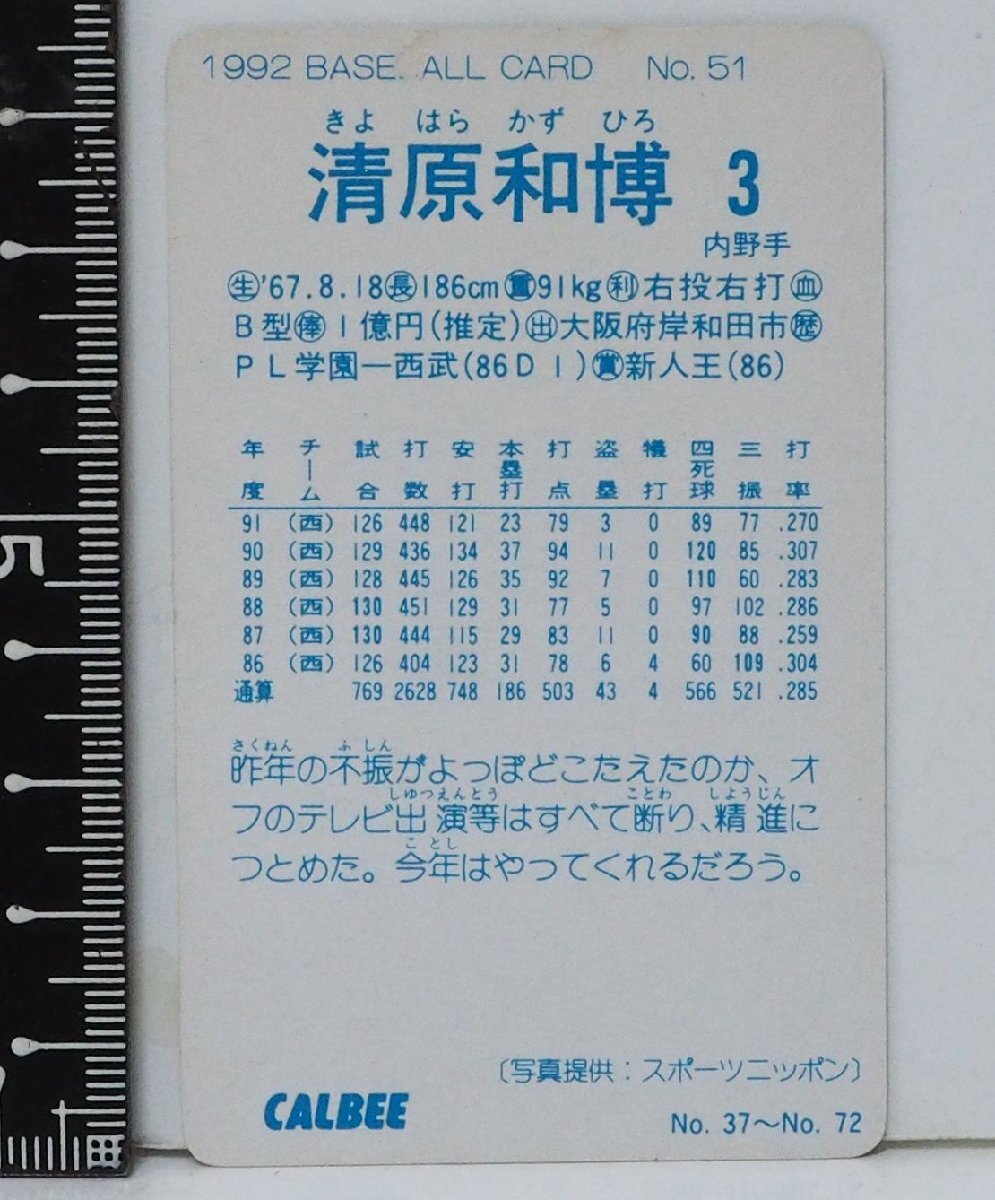 1992 BASE. ALL CARD No. 51
きよ はら かず ひろ
清原和博 3
内野手
㊤'67.8.18㊤186cm㊤91kg㊤右投右打㊤
B型㊤1億円(推定)㊤大阪府岸和田市㊤
PL学園―西武(86D1)㊤新人王(86)
年度 チーム 試合 打数 安打 本塁打 打点 盗塁 犠打 四死球 三振 打率
91 (西) 126 448 121 23 79 3 0 89 77 .270
90 (西) 129 436 134 37 94 11 0 120 85 .307
89 (西) 128 445 126 35 92 7 0 110 60 .283
88 (西) 130 451 129 31 77 5 0 97 102 .286
87 (西) 130 444 115 29 83 11 0 90 88 .259
86 (西) 126 404 123 31 78 6 4 60 109 .304
通算 769 2628 748 186 503 43 4 566 521 .285
さくねん ふしん
昨年の不振がよっぽどこたえたのか、オ
しゅつえんとう ことわ しょうじん
フのテレビ出演等はすべて断り、精進に
ことし
つとめた。今年はやってくれるだろう。
〔写真提供：スポーツニッポン〕
CALBEE
No. 37〜No. 72
5